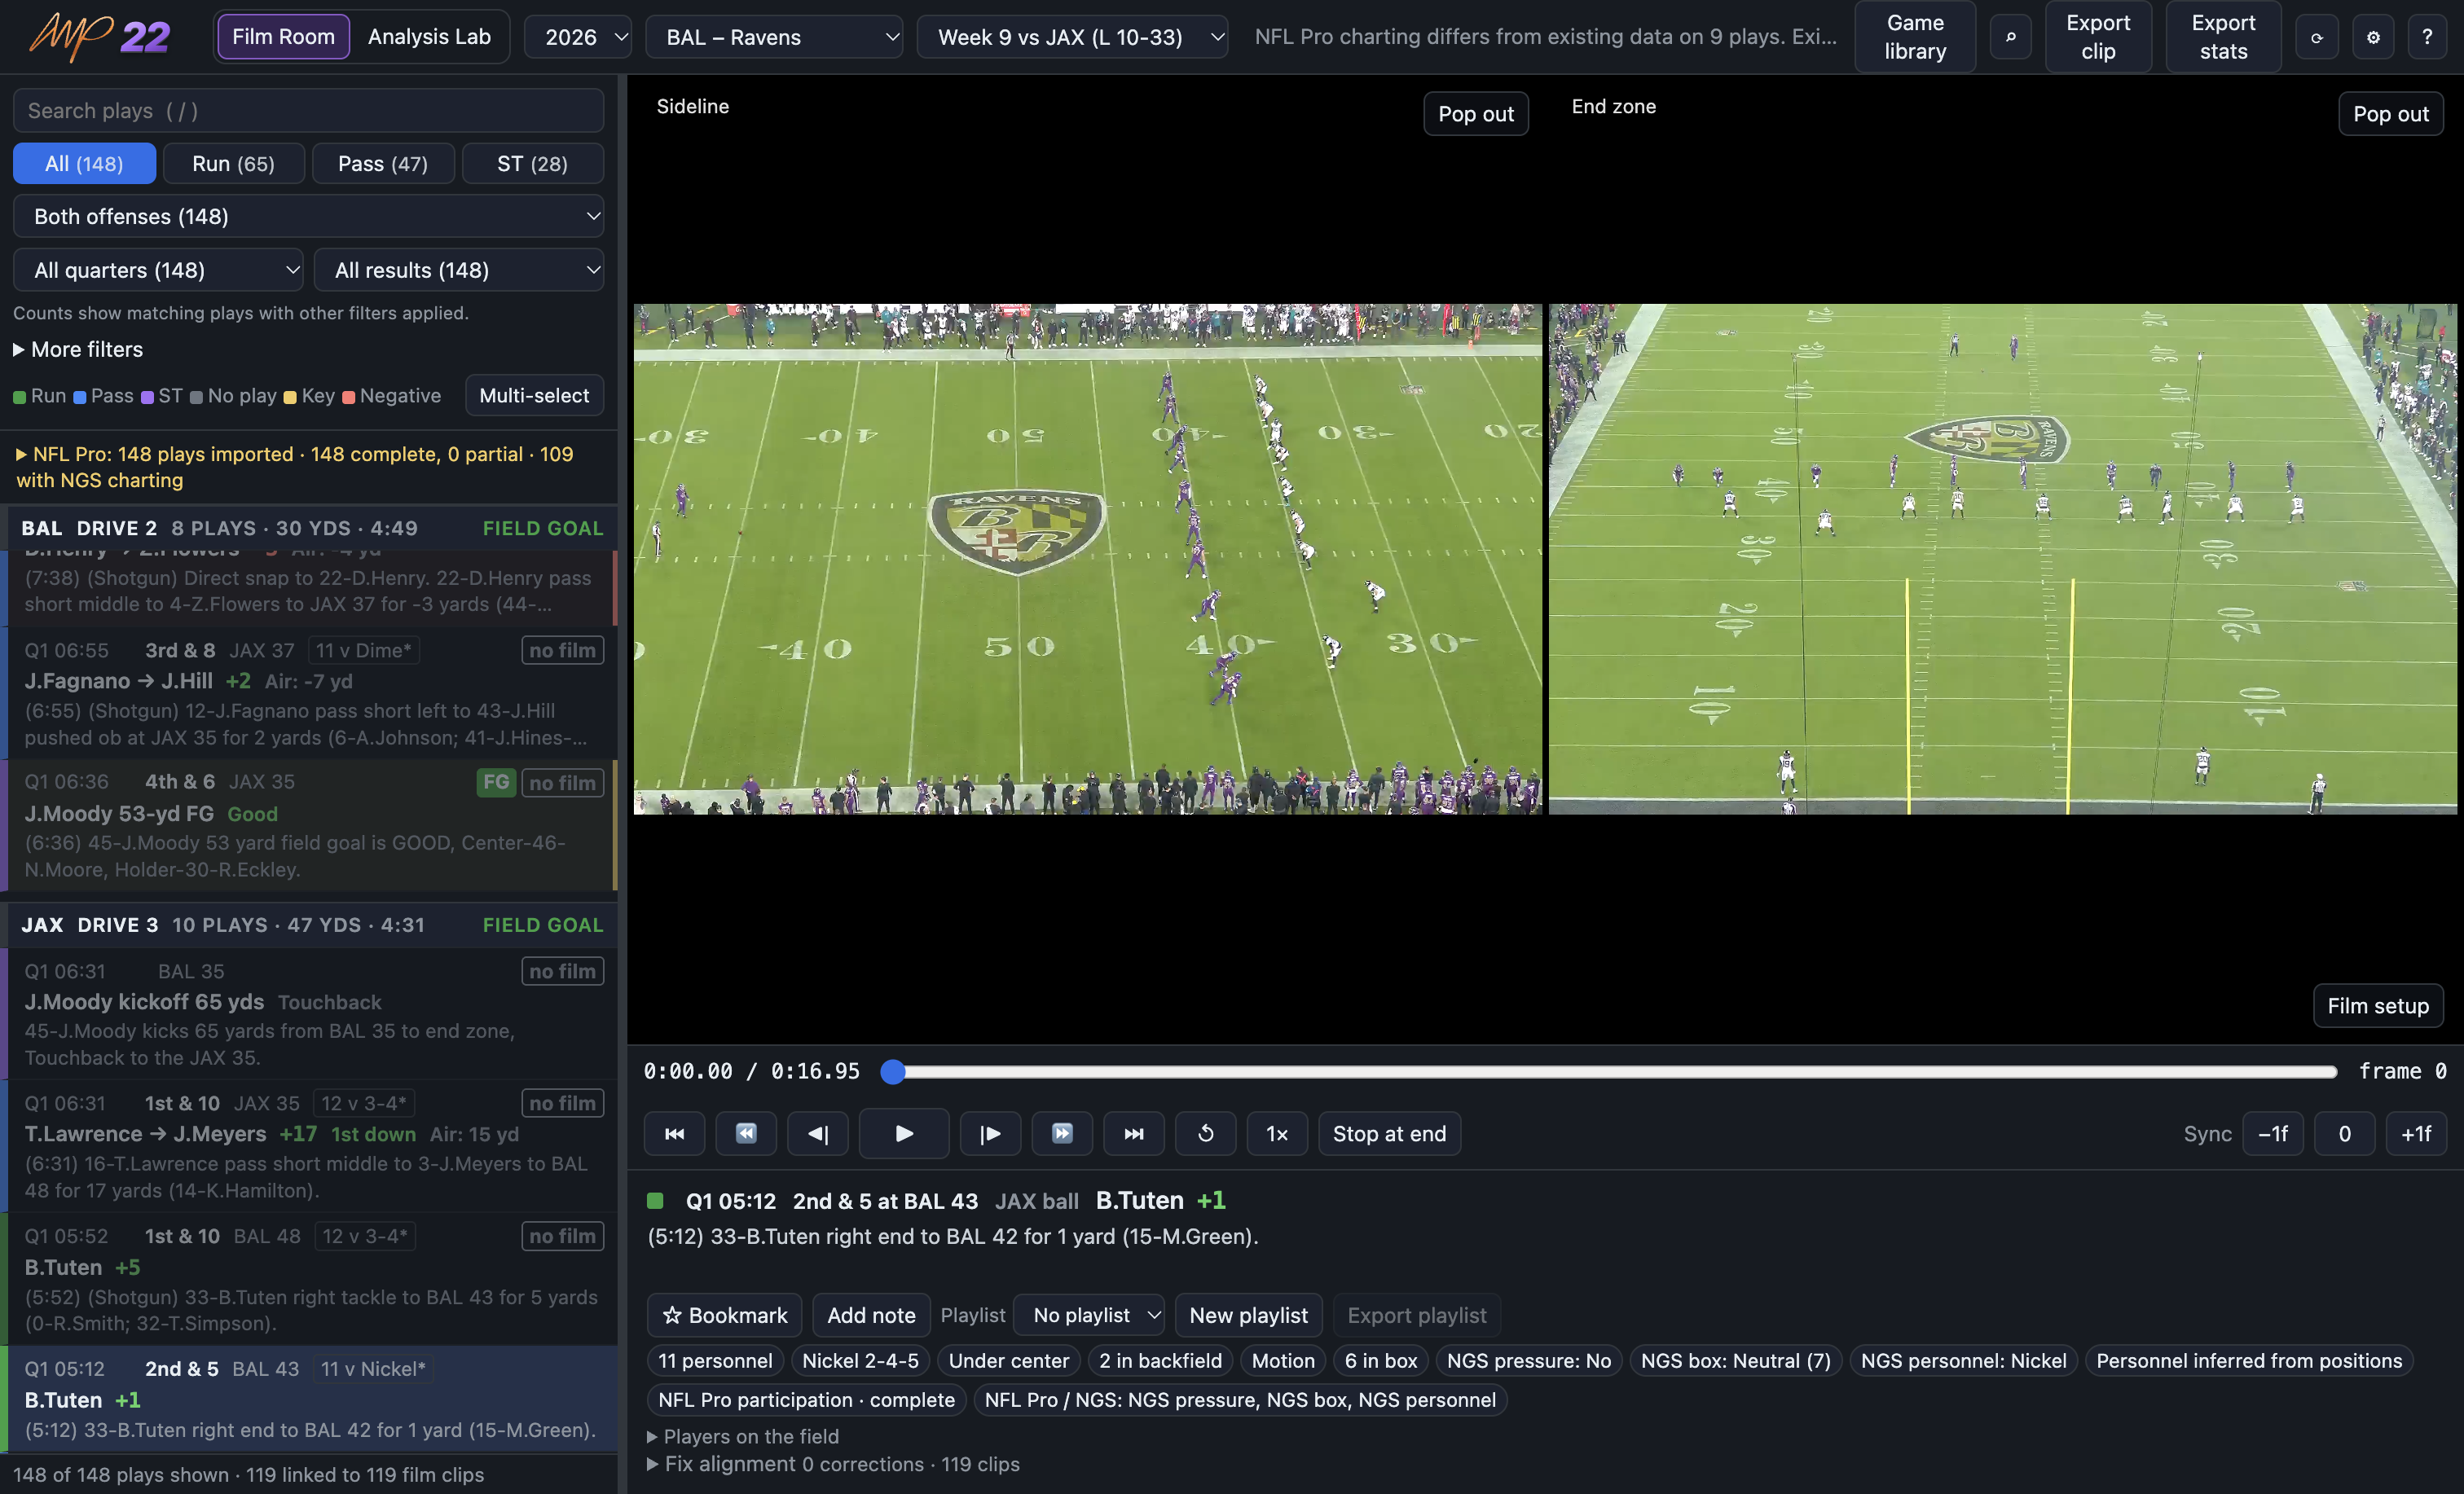 AMP 22
Film Room
Analysis Lab
2026
BAL – Ravens
Week 9 vs JAX (L 10-33)
NFL Pro charting differs from existing data on 9 plays. Exi...
Game library
Export clip
Export stats
?
Search plays ( / )
All (148)
Run (65)
Pass (47)
ST (28)
Both offenses (148)
All quarters (148)
All results (148)
Counts show matching plays with other filters applied.
More filters
Run
Pass
ST
No play
Key
Negative
Multi-select
NFL Pro: 148 plays imported · 148 complete, 0 partial · 109
with NGS charting
BAL DRIVE 2 8 PLAYS · 30 YDS · 4:49 FIELD GOAL
D.Henry → Z.Flowers -3 Air: -4 yd
(7:38) (Shotgun) Direct snap to 22-D.Henry. 22-D.Henry pass
short middle to 4-Z.Flowers to JAX 37 for -3 yards (44-...
Q1 06:55 3rd & 8 JAX 37 11 v Dime* no film
J.Fagnano → J.Hill +2 Air: -7 yd
(6:55) (Shotgun) 12-J.Fagnano pass short left to 43-J.Hill
pushed ob at JAX 35 for 2 yards (6-A.Johnson; 41-J.Hines-...
Q1 06:36 4th & 6 JAX 35 FG no film
J.Moody 53-yd FG Good
(6:36) 45-J.Moody 53 yard field goal is GOOD, Center-46-
N.Moore, Holder-30-R.Eckley.
JAX DRIVE 3 10 PLAYS · 47 YDS · 4:31 FIELD GOAL
Q1 06:31 BAL 35 no film
J.Moody kickoff 65 yds Touchback
45-J.Moody kicks 65 yards from BAL 35 to end zone,
Touchback to the JAX 35.
Q1 06:31 1st & 10 JAX 35 12 v 3-4* no film
T.Lawrence → J.Meyers +17 1st down Air: 15 yd
(6:31) 16-T.Lawrence pass short middle to 3-J.Meyers to BAL
48 for 17 yards (14-K.Hamilton).
Q1 05:52 1st & 10 BAL 48 12 v 3-4* no film
B.Tuten +5
(5:52) (Shotgun) 33-B.Tuten right tackle to BAL 43 for 5 yards
(0-R.Smith; 32-T.Simpson).
Q1 05:12 2nd & 5 BAL 43 11 v Nickel*
B.Tuten +1
(5:12) 33-B.Tuten right end to BAL 42 for 1 yard (15-M.Green).
148 of 148 plays shown · 119 linked to 119 film clips
Sideline
Pop out
End zone
Pop out
RAVENS
B
B
40 50 40 30
RAVENS
Film setup
0:00.00 / 0:16.95
frame 0
1x
Stop at end
Sync
−1f
0
+1f
Q1 05:12 2nd & 5 at BAL 43 JAX ball B.Tuten +1
(5:12) 33-B.Tuten right end to BAL 42 for 1 yard (15-M.Green).
☆ Bookmark
Add note
Playlist
No playlist
New playlist
Export playlist
11 personnel
Nickel 2-4-5
Under center
2 in backfield
Motion
6 in box
NGS pressure: No
NGS box: Neutral (7)
NGS personnel: Nickel
Personnel inferred from positions
NFL Pro participation · complete
NFL Pro / NGS: NGS pressure, NGS box, NGS personnel
Players on the field
Fix alignment 0 corrections · 119 clips